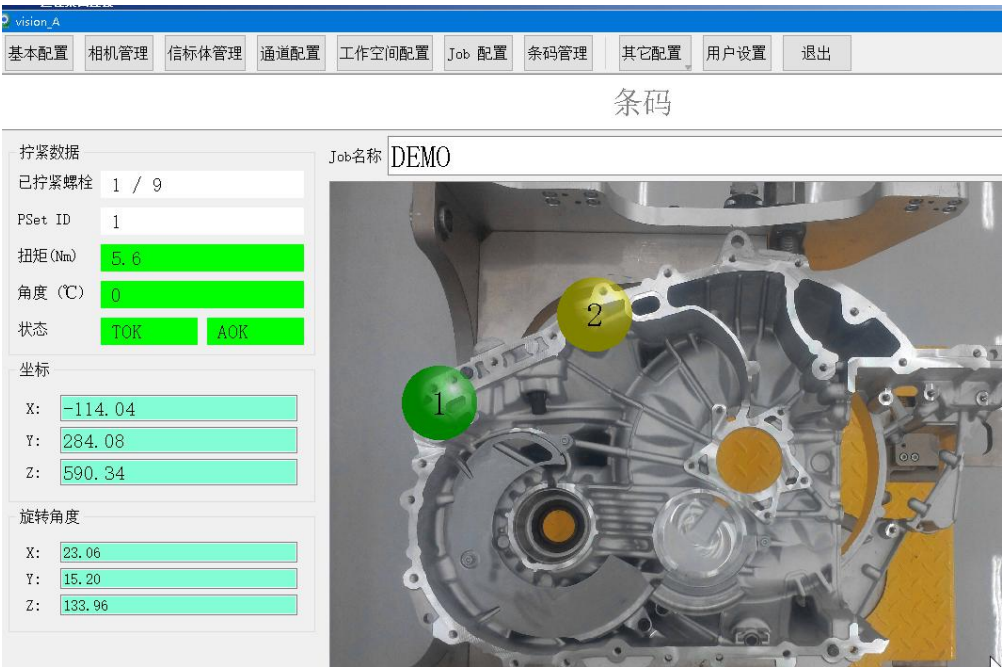 vision_A
基本配置 相机管理 信标体管理 通道配置 工作空间配置 Job 配置 条码管理 其它配置 用户设置 退出
条码
拧紧数据
已拧紧螺栓 1 / 9
PSet ID 1
扭矩(Nm) 5.6
角度 (℃) 0
状态 TOK AOK
坐标
X: -114.04
Y: 284.08
Z: 590.34
旋转角度
X: 23.06
Y: 15.20
Z: 133.96
Job名称 DEMO
2
1